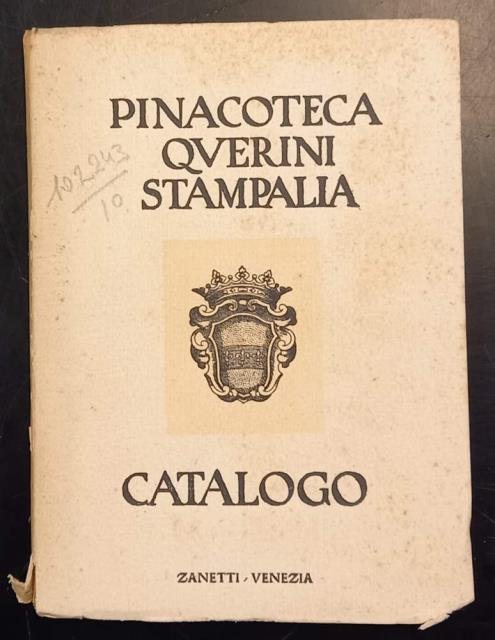 PINACOTECA
QVERINI
STAMPALIA
102243
10
CATALOGO
ZANETTI - VENEZIA